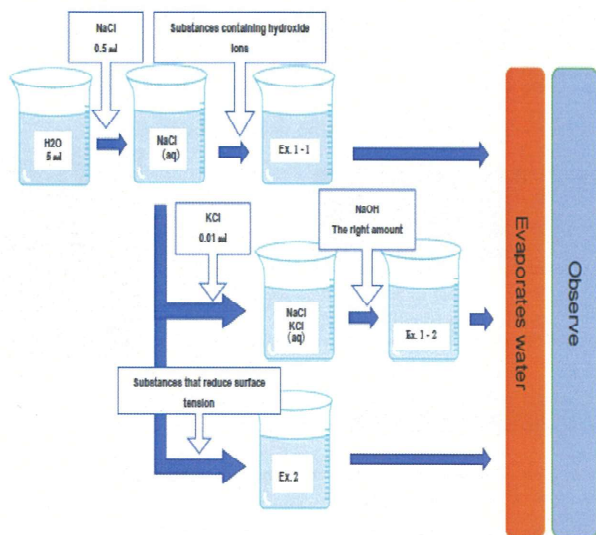 NaCl
0.5 ml
Substances containing hydroxide
ions
H2O
5 ml
NaCl
(aq)
Ex. 1 - 1
KCl
0.01 ml
NaOH
The right amount
NaCl
KCl
(aq)
Ex. 1 - 2
Substances that reduce surface
tension
Ex. 2
Evaporates water
Observe